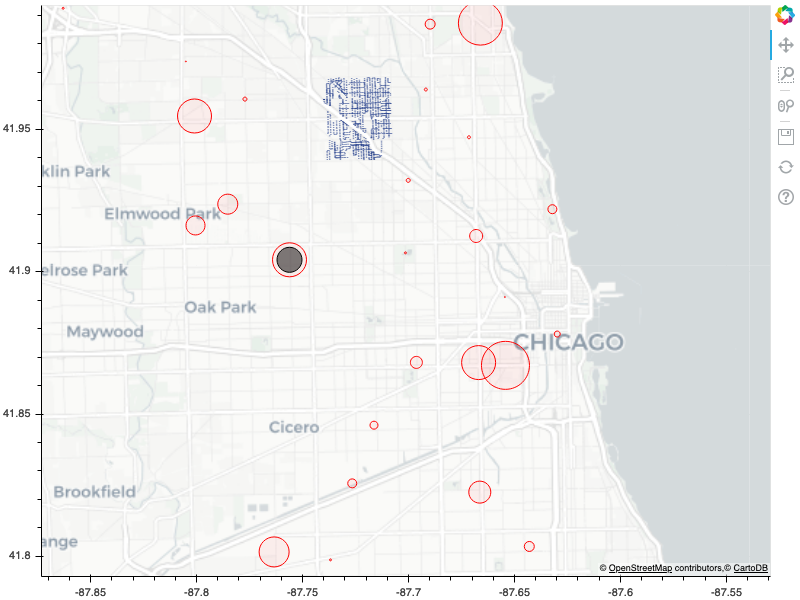 41.95
klin Park
Elmwood Park
41.9
elrose Park
Oak Park
Maywood
CHICAGO
41.85
Cicero
Brookfield
ange
41.8
© OpenStreetMap contributors,© CartoDB
-87.85
-87.8
-87.75
-87.7
-87.65
-87.6
-87.55